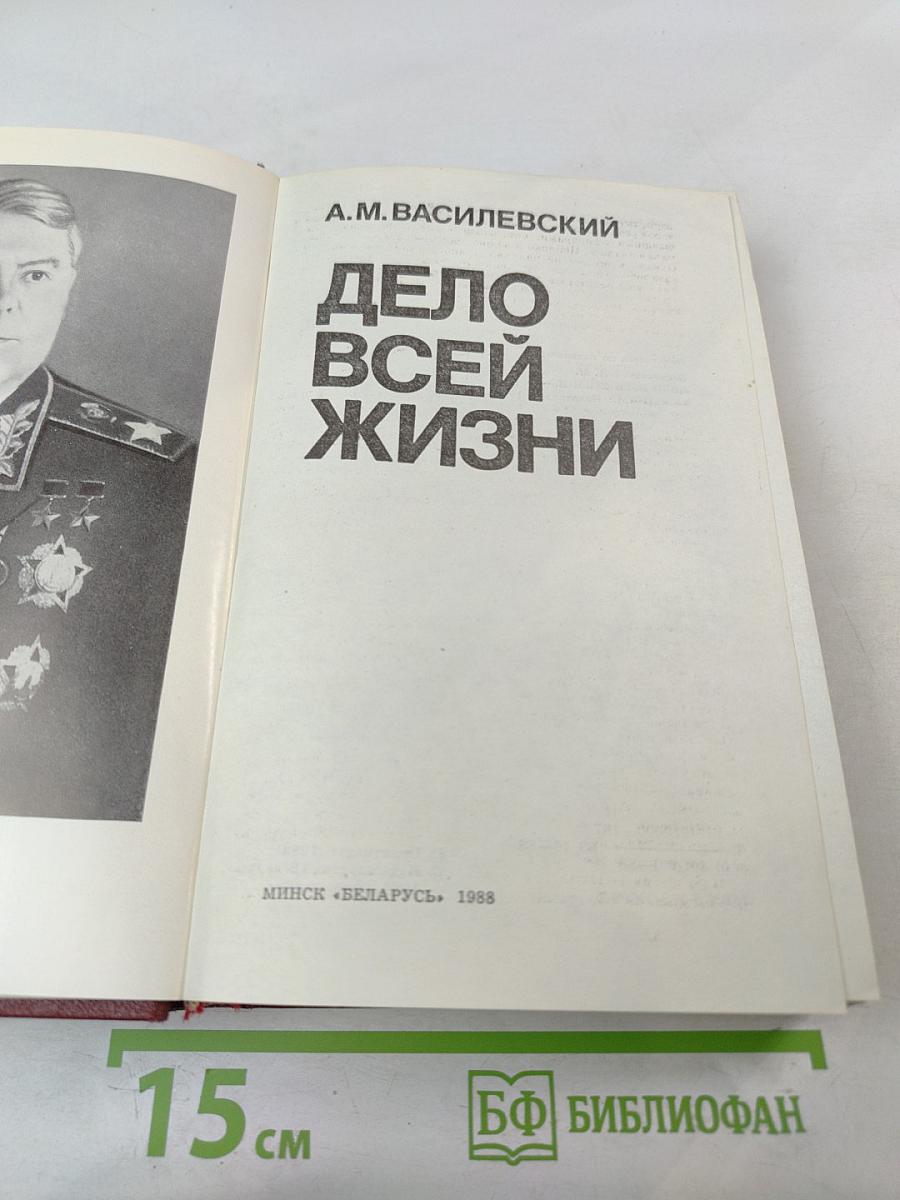 А.М.ВАСИЛЕВСКИЙ
ДЕЛО
ВСЕЙ
ЖИЗНИ
МИНСК «БЕЛАРУСЬ» 1988
15 см
БФ БИБЛИОФАН